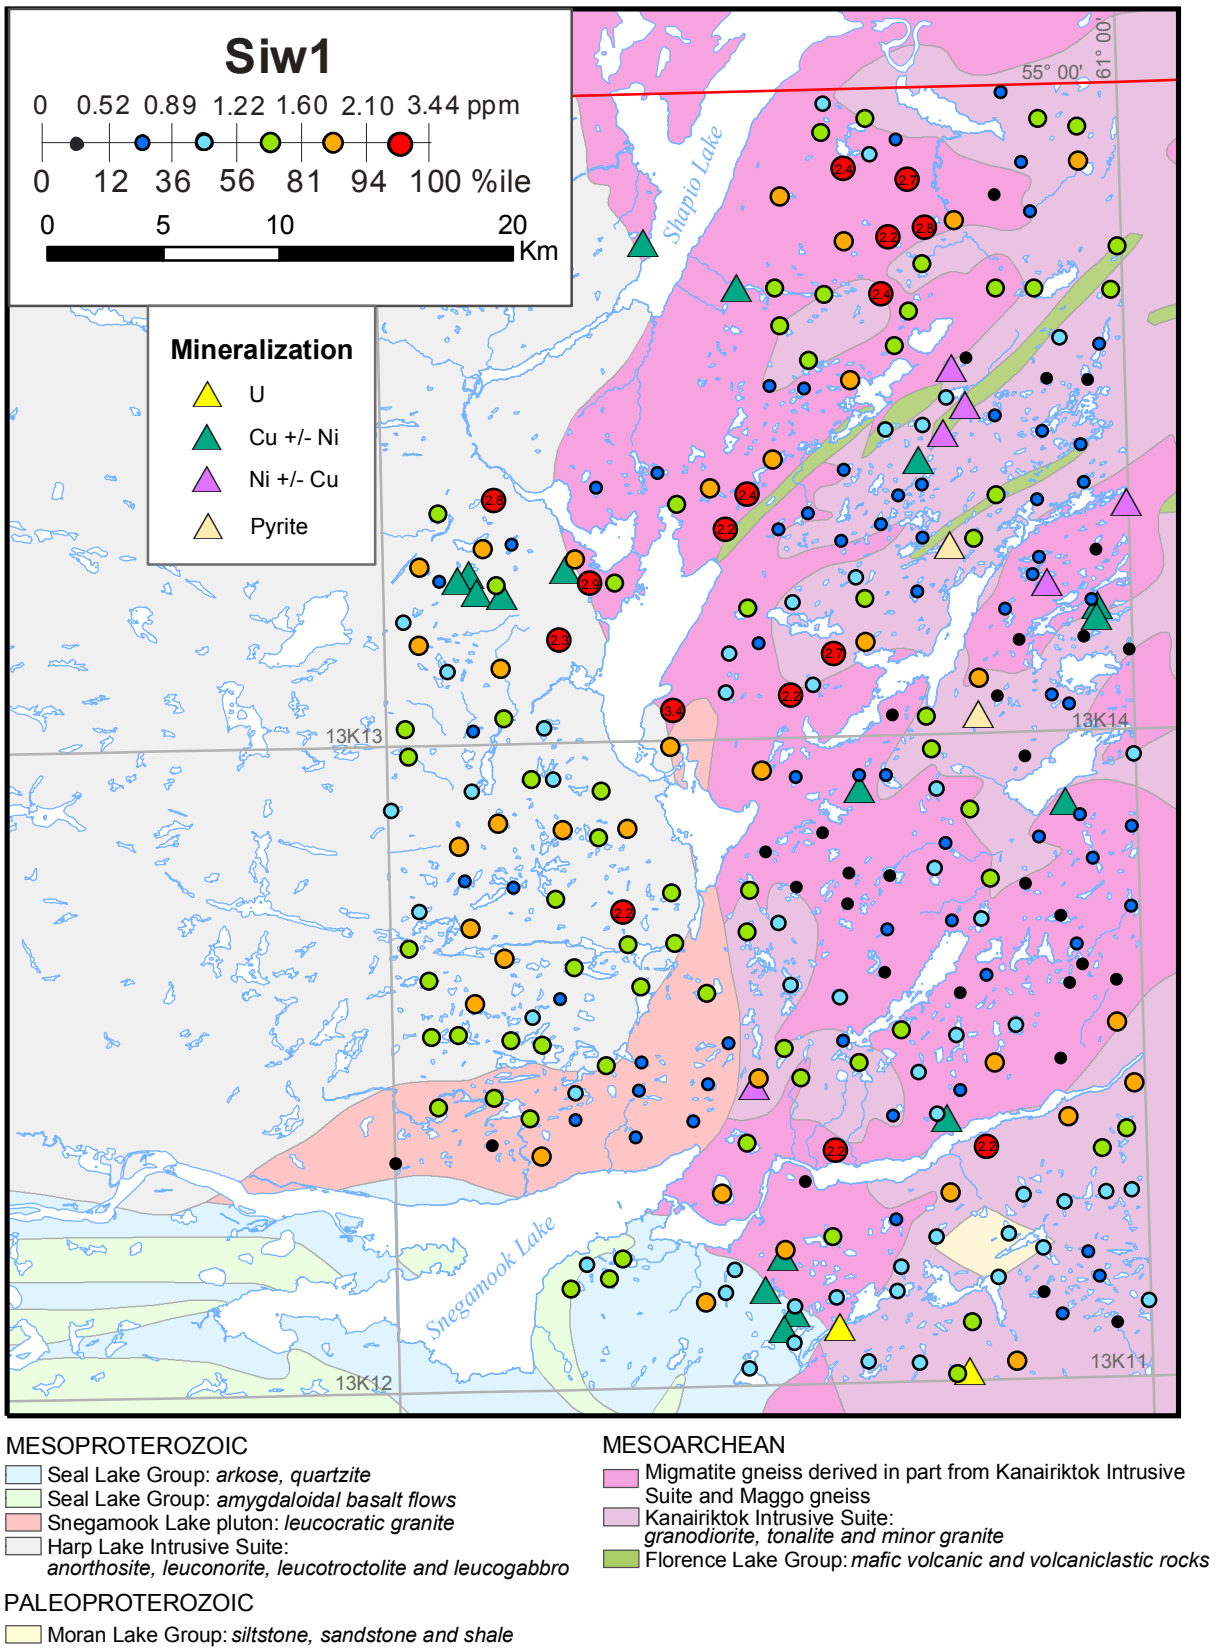 Siw1
0 0.52 0.89 1.22 1.60 2.10 3.44 ppm
0 12 36 56 81 94 100 %ile
0 5 10 20
Km
Mineralization
U
Cu +/- Ni
Ni +/- Cu
Pyrite
55° 00'
61° 00'
Shapio Lake
2.4
2.7
2.8
2.2
2.4
2.4
2.8
2.2
2.9
2.3
2.7
2.2
3.4
13K14
13K13
2.2
2.2
2.2
Snegamook Lake
13K11
13K12
MESOPROTEROZOIC
Seal Lake Group: arkose, quartzite
Seal Lake Group: amygdaloidal basalt flows
Snegamook Lake pluton: leucocratic granite
Harp Lake Intrusive Suite:
anorthosite, leuconorite, leucotroctolite and leucogabbro
PALEOPROTEROZOIC
Moran Lake Group: siltstone, sandstone and shale
MESOARCHEAN
Migmatite gneiss derived in part from Kanairiktok Intrusive
Suite and Maggo gneiss
Kanairiktok Intrusive Suite:
granodiorite, tonalite and minor granite
Florence Lake Group: mafic volcanic and volcaniclastic rocks